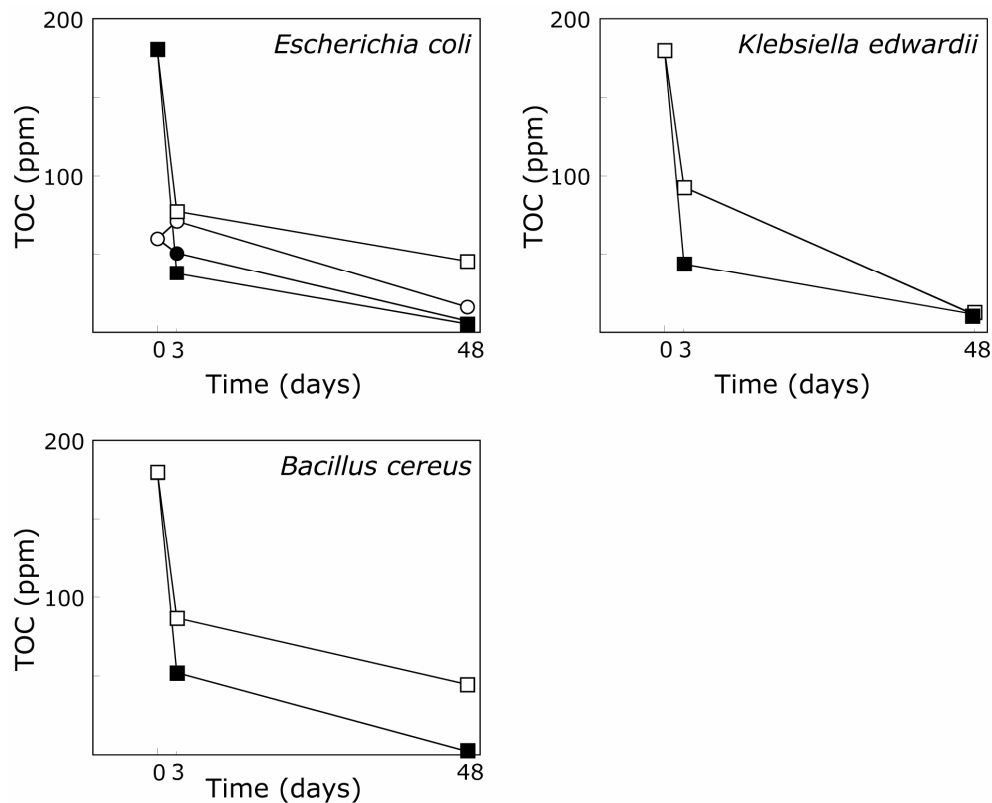 Escherichia coli
200
100
TOC (ppm)
0 3 48
Time (days)
Klebsiella edwardii
200
100
TOC (ppm)
0 3 48
Time (days)
Bacillus cereus
200
100
TOC (ppm)
0 3 48
Time (days)